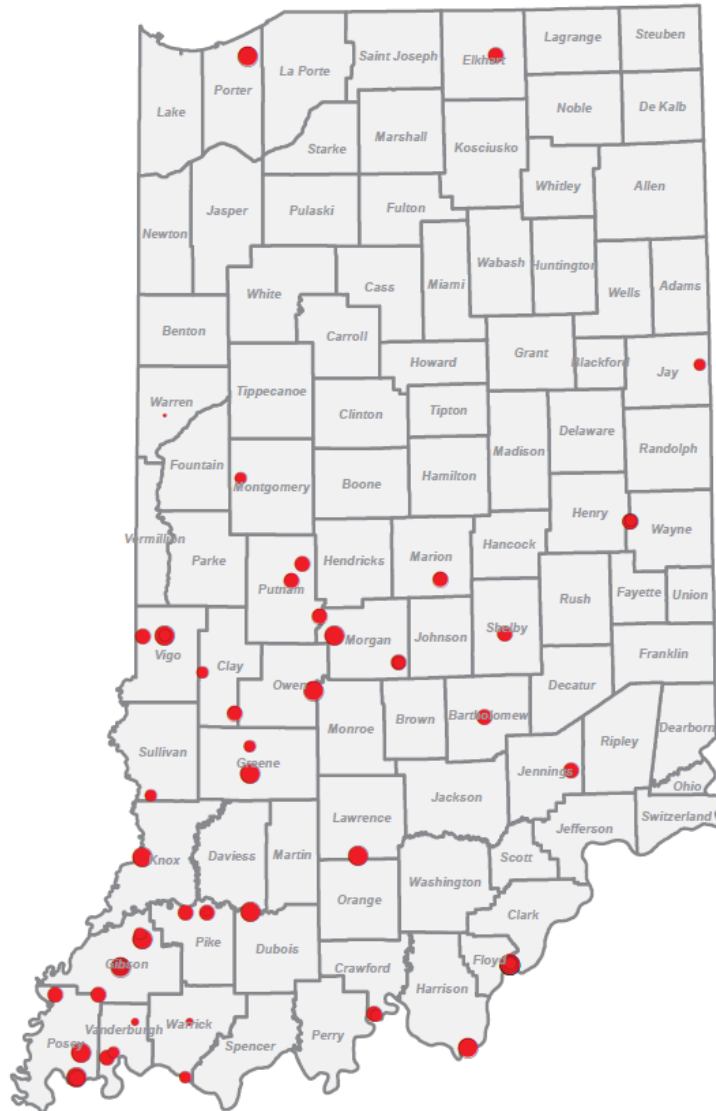 Steuben
Lagrange
Saint Joseph
Elkhart
La Porte
Porter
Lake
Noble
De Kalb
Marshall
Kosciusko
Starke
Whitley
Allen
Fulton
Jasper
Pulaski
Newton
Wabash
Huntington
Miami
Cass
Adams
Wells
White
Benton
Carroll
Howard
Grant
Blackford
Jay
Tippecanoe
Warren
Clinton
Tipton
Delaware
Madison
Randolph
Fountain
Montgomery
Boone
Hamilton
Henry
Wayne
Vermillion
Parke
Hendricks
Marion
Hancock
Putnam
Rush
Fayette
Union
Shelby
Johnson
Morgan
Vigo
Clay
Franklin
Owen
Decatur
Monroe
Brown
Bartholomew
Dearborn
Sullivan
Ripley
Greene
Jennings
Ohio
Jackson
Lawrence
Switzerland
Jefferson
Knox
Daviess
Martin
Scott
Washington
Orange
Clark
Pike
Dubois
Floyd
Gibson
Crawford
Harrison
Vanderburgh
Warrick
Perry
Posey
Spencer